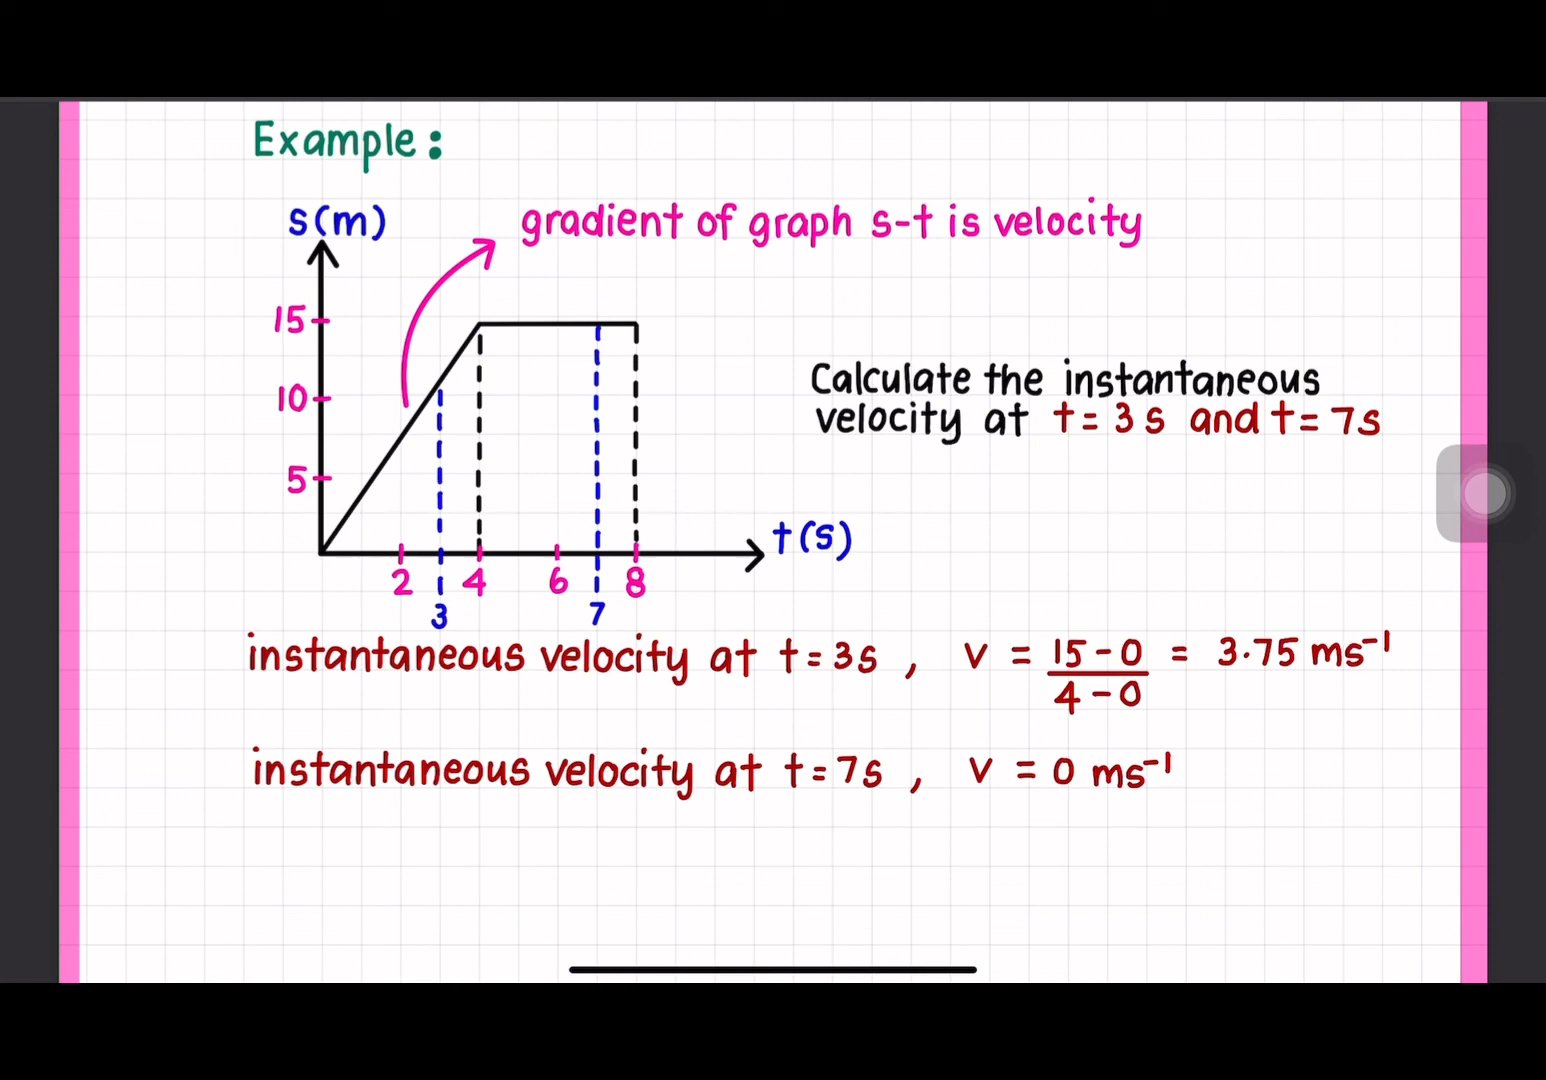 Example :
s (m)
gradient of graph s-t is velocity
15
10
5
t (s)
2 4 6 8
3 7
Calculate the instantaneous
velocity at t = 3 s and t = 7s
instantaneous velocity at t = 3s , v = 15 - 0 / 4 - 0 = 3.75 ms⁻¹
instantaneous velocity at t = 7s , v = 0 ms⁻¹